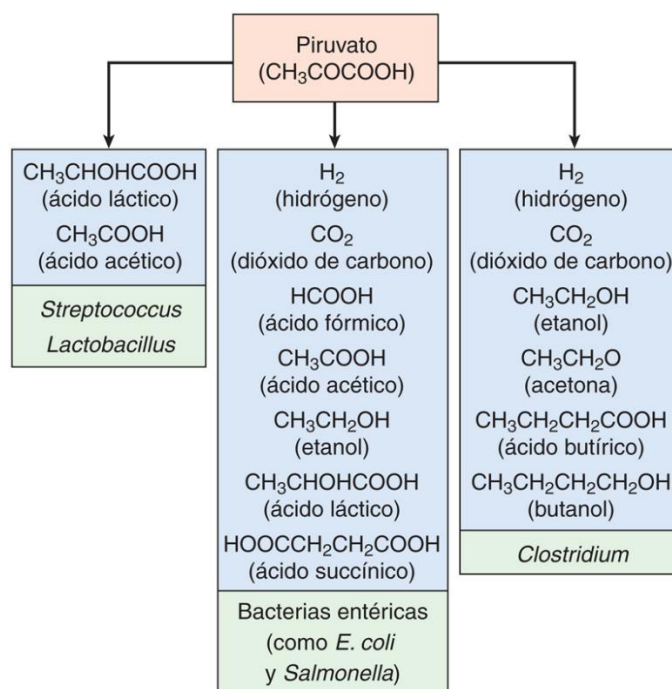 Piruvato
(CH₃COCOOH)
CH₃CHOHCOOH
(ácido láctico)
CH₃COOH
(ácido acético)
Streptococcus
Lactobacillus
H₂
(hidrógeno)
CO₂
(dióxido de carbono)
HCOOH
(ácido fórmico)
CH₃COOH
(ácido acético)
CH₃CH₂OH
(etanol)
CH₃CHOHCOOH
(ácido láctico)
HOOCCH₂CH₂COOH
(ácido succínico)
Bacterias entéricas
(como E. coli
y Salmonella)
H₂
(hidrógeno)
CO₂
(dióxido de carbono)
CH₃CH₂OH
(etanol)
CH₃CH₂O
(acetona)
CH₃CH₂CH₂COOH
(ácido butírico)
CH₃CH₂CH₂CH₂OH
(butanol)
Clostridium